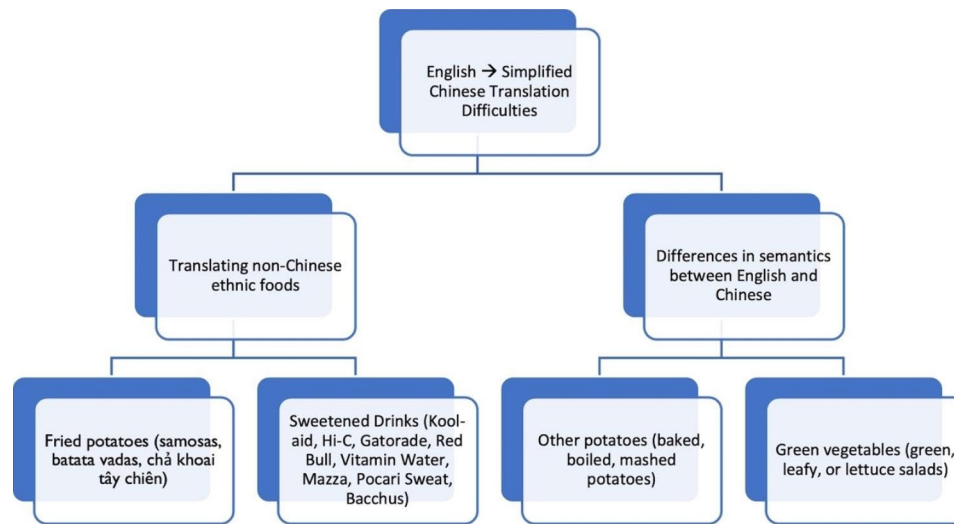 English → Simplified
Chinese Translation
Difficulties
Translating non-Chinese
ethnic foods
Differences in semantics
between English and
Chinese
Fried potatoes (samosas,
batata vadas, chả khoai
tây chiên)
Sweetened Drinks (Kool-
aid, Hi-C, Gatorade, Red
Bull, Vitamin Water,
Mazza, Pocari Sweat,
Bacchus)
Other potatoes (baked,
boiled, mashed
potatoes)
Green vegetables (green,
leafy, or lettuce salads)